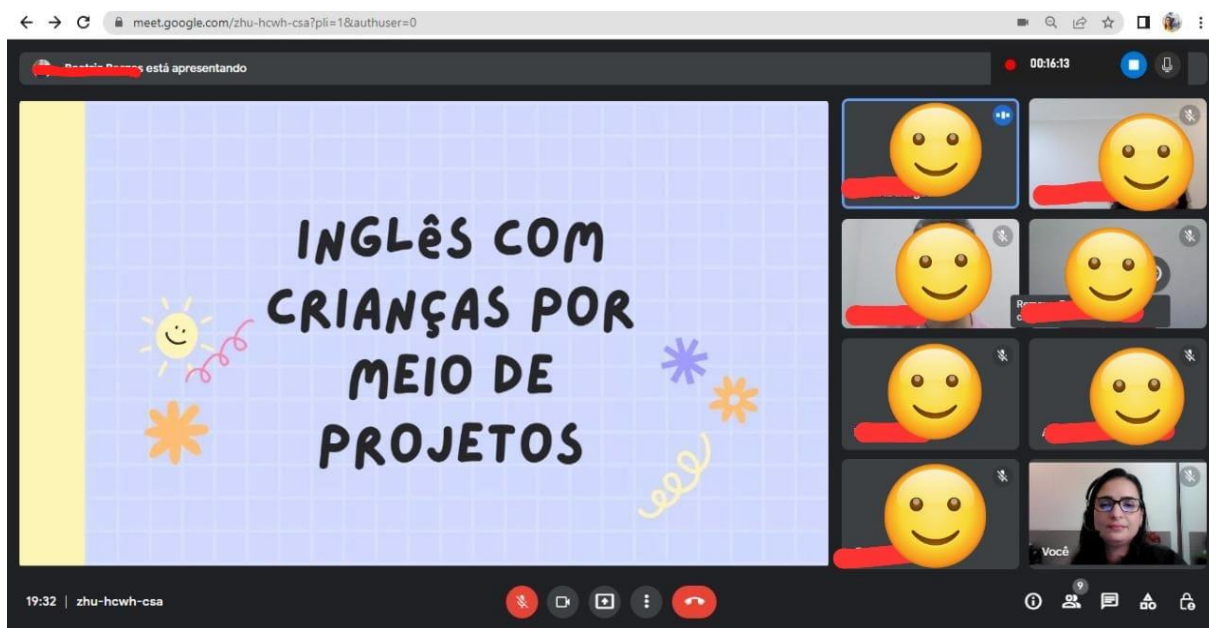 meet.google.com/zhu-hcwh-csa?pli=1&authuser=0
está apresentando
00:16:13
INGLêS COM
CRIANÇAS POR
MEIO DE
PROJETOS
Você
19:32 | zhu-hcwh-csa
9